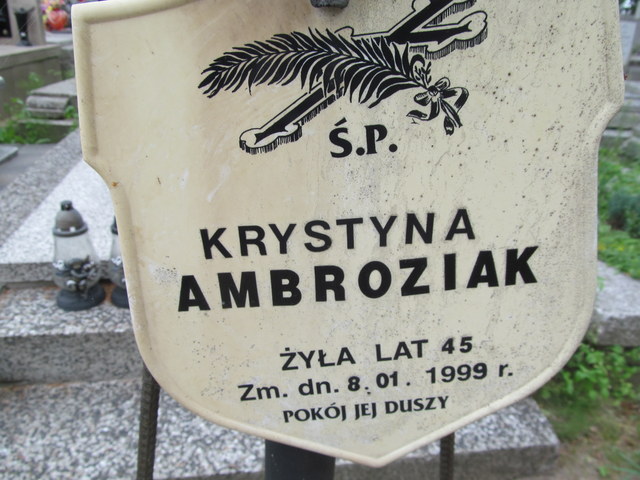 Ś.P.
KRYSTYNA
AMBROZIAK
ŻYŁA LAT 45
Zm. dn. 8.01. 1999 r.
POKÓJ JEJ DUSZY